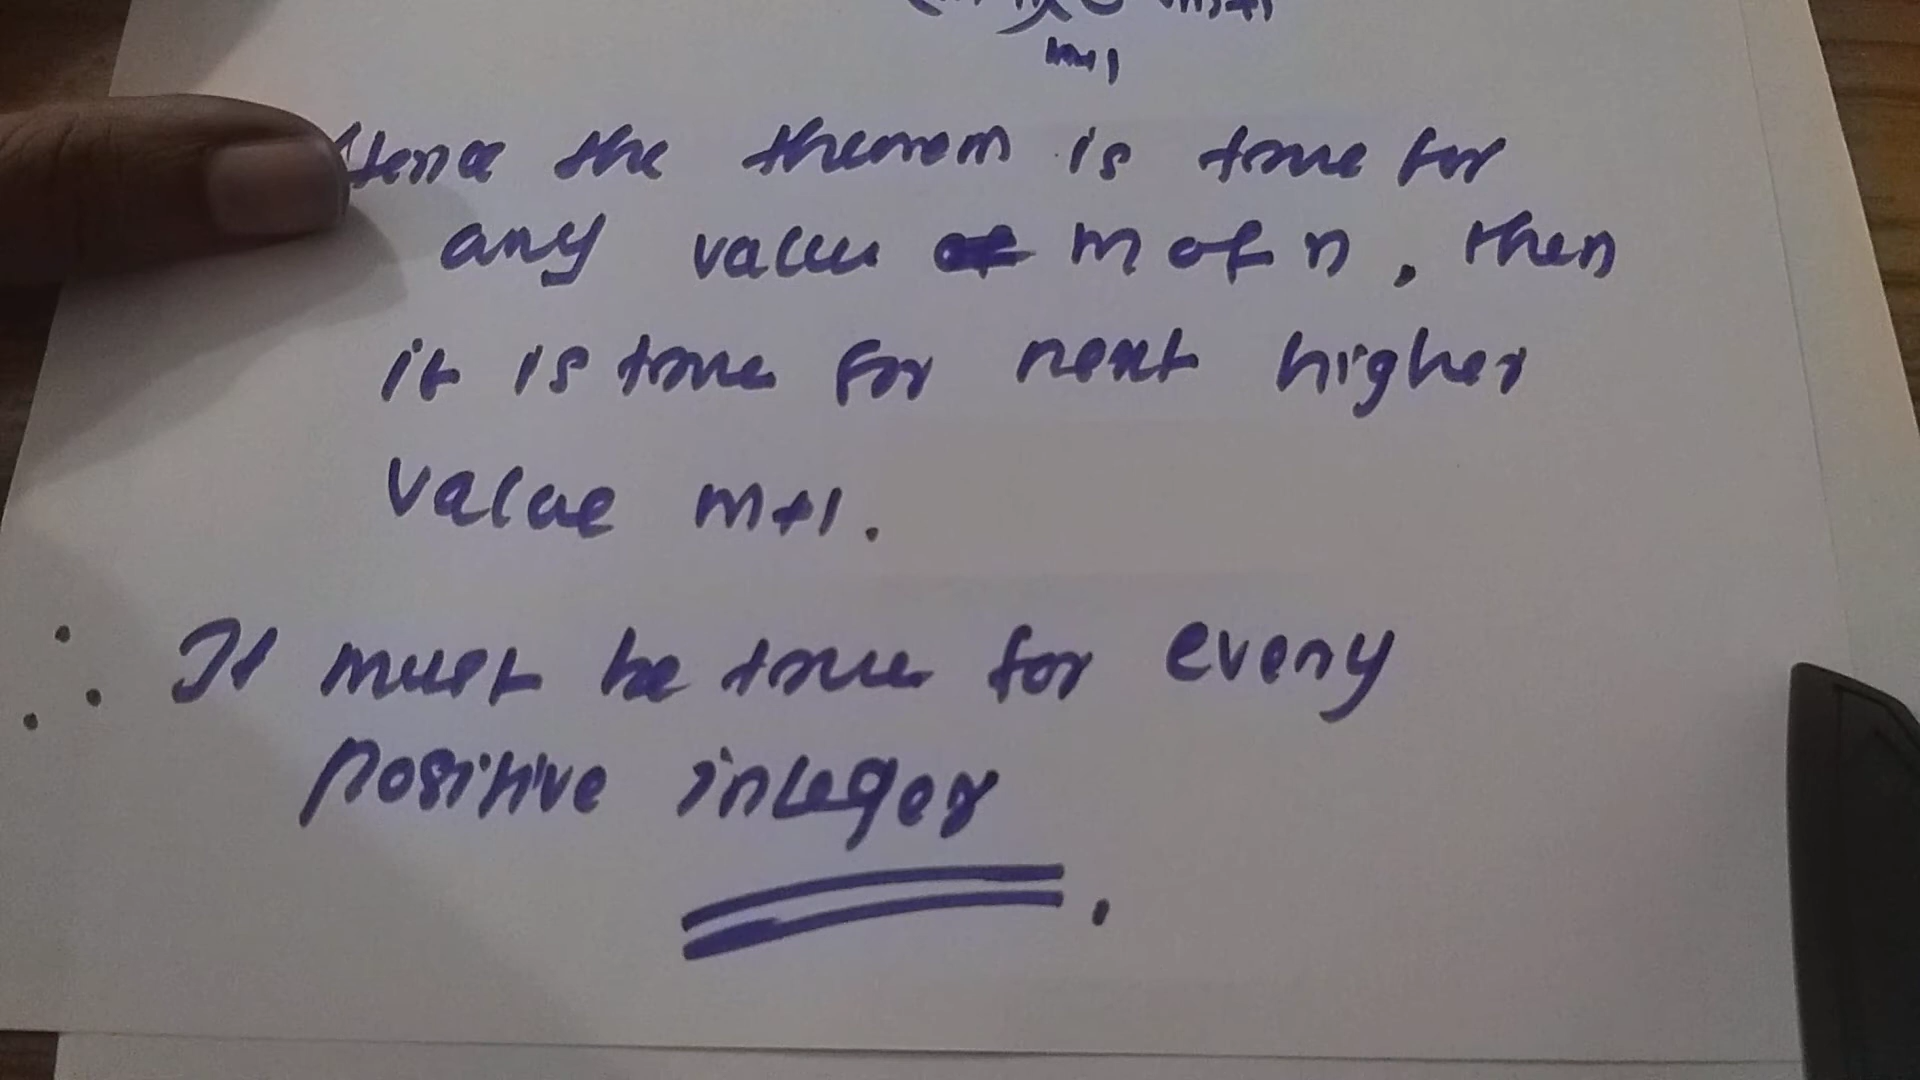 Hence the theorem is true for
any value m of n, then
it is true for next higher
value m+1.
∴ It must be true for every
positive integer.